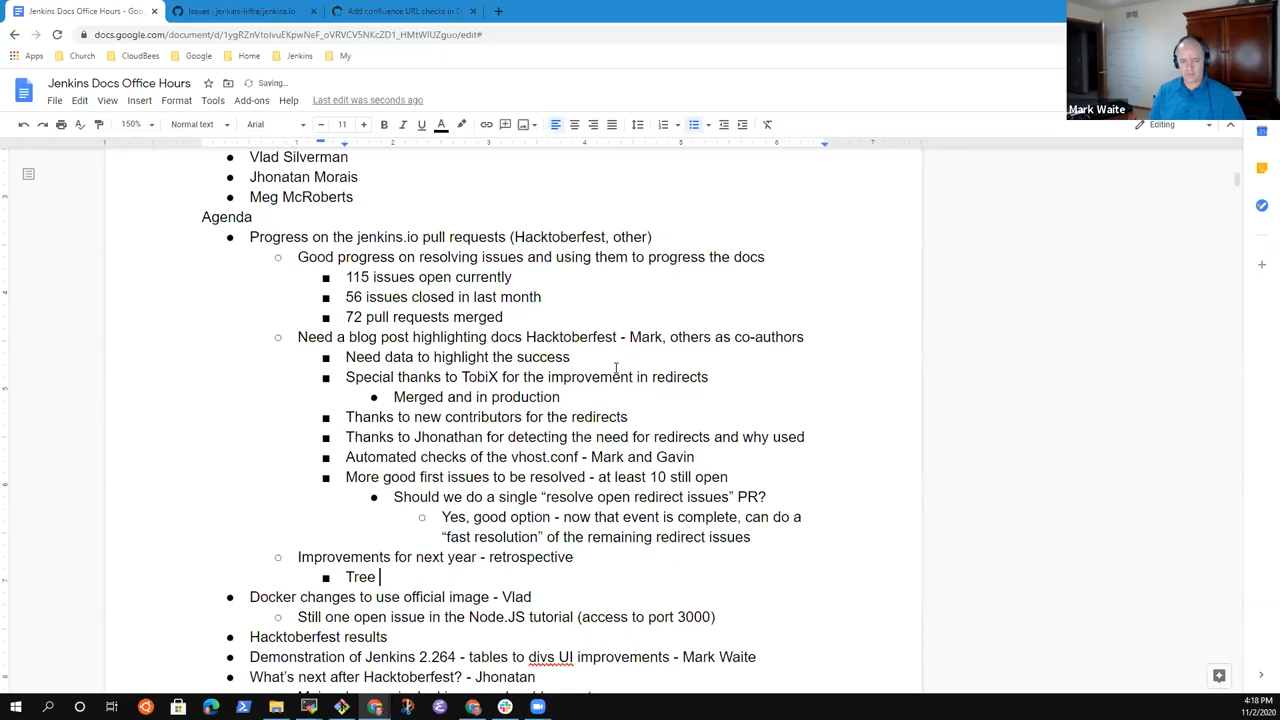 Jenkins Docs Office Hours - Goo
Issues · jenkins-infra/jenkins.io
Add confluence URL checks in C
docs.google.com/document/d/1ygRZnVtoIvuEKpwNeF_oVRVCV5NKcZD1_HMtWIUZguo/edit#
Apps
Church
CloudBees
Google
Home
Jenkins
My
Mark Waite
Jenkins Docs Office Hours
Saving...
File Edit View Insert Format Tools Add-ons Help Last edit was seconds ago
150% Normal text Arial 11 Editing
1 1 2 3 4 5 6 7
Vlad Silverman
Jhonatan Morais
Meg McRoberts
Agenda
Progress on the jenkins.io pull requests (Hacktoberfest, other)
Good progress on resolving issues and using them to progress the docs
115 issues open currently
56 issues closed in last month
72 pull requests merged
Need a blog post highlighting docs Hacktoberfest - Mark, others as co-authors
Need data to highlight the success
Special thanks to TobiX for the improvement in redirects
Merged and in production
Thanks to new contributors for the redirects
Thanks to Jhonathan for detecting the need for redirects and why used
Automated checks of the vhost.conf - Mark and Gavin
More good first issues to be resolved - at least 10 still open
Should we do a single “resolve open redirect issues” PR?
Yes, good option - now that event is complete, can do a
“fast resolution” of the remaining redirect issues
Improvements for next year - retrospective
Tree
Docker changes to use official image - Vlad
Still one open issue in the Node.JS tutorial (access to port 3000)
Hacktoberfest results
Demonstration of Jenkins 2.264 - tables to divs UI improvements - Mark Waite
What’s next after Hacktoberfest? - Jhonatan
4:18 PM
11/2/2020